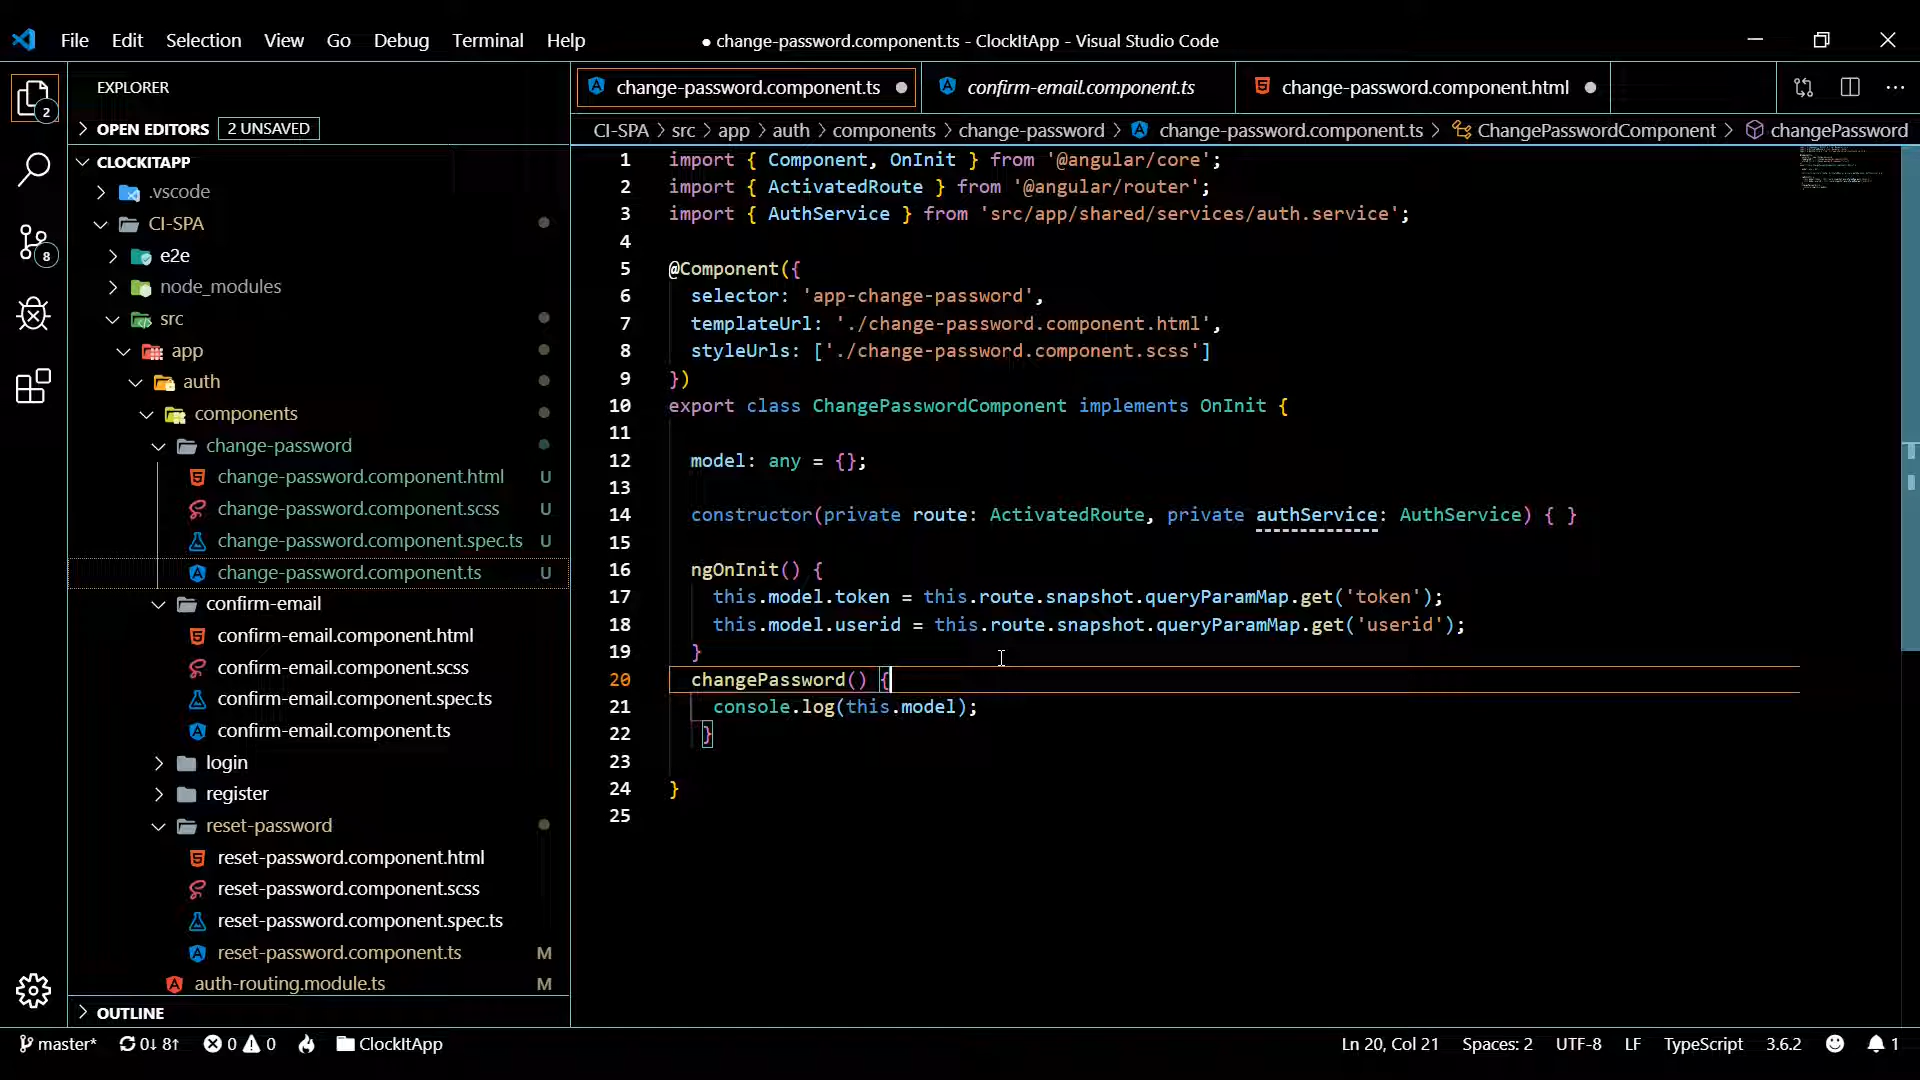 File Edit Selection View Go Debug Terminal Help
● change-password.component.ts - ClockItApp - Visual Studio Code
EXPLORER
OPEN EDITORS 2 UNSAVED
CLOCKITAPP
.vscode
CI-SPA
e2e
node_modules
src
app
auth
components
change-password
change-password.component.html U
change-password.component.scss U
change-password.component.spec.ts U
change-password.component.ts U
confirm-email
confirm-email.component.html
confirm-email.component.scss
confirm-email.component.spec.ts
confirm-email.component.ts
login
register
reset-password
reset-password.component.html
reset-password.component.scss
reset-password.component.spec.ts
reset-password.component.ts M
auth-routing.module.ts M
OUTLINE
2
8
change-password.component.ts confirm-email.component.ts change-password.component.html
CI-SPA > src > app > auth > components > change-password > change-password.component.ts > ChangePasswordComponent > changePassword
1 import { Component, OnInit } from '@angular/core';
2 import { ActivatedRoute } from '@angular/router';
3 import { AuthService } from 'src/app/shared/services/auth.service';
4
5 @Component({
6 selector: 'app-change-password',
7 templateUrl: './change-password.component.html',
8 styleUrls: ['./change-password.component.scss']
9 })
10 export class ChangePasswordComponent implements OnInit {
11
12 model: any = {};
13
14 constructor(private route: ActivatedRoute, private authService: AuthService) { }
15
16 ngOnInit() {
17 this.model.token = this.route.snapshot.queryParamMap.get('token');
18 this.model.userid = this.route.snapshot.queryParamMap.get('userid');
19 }
20 changePassword() {
21 console.log(this.model);
22 }
23
24 }
25
master* 0↓ 8↑ 0 0 ClockItApp
Ln 20, Col 21 Spaces: 2 UTF-8 LF TypeScript 3.6.2 1